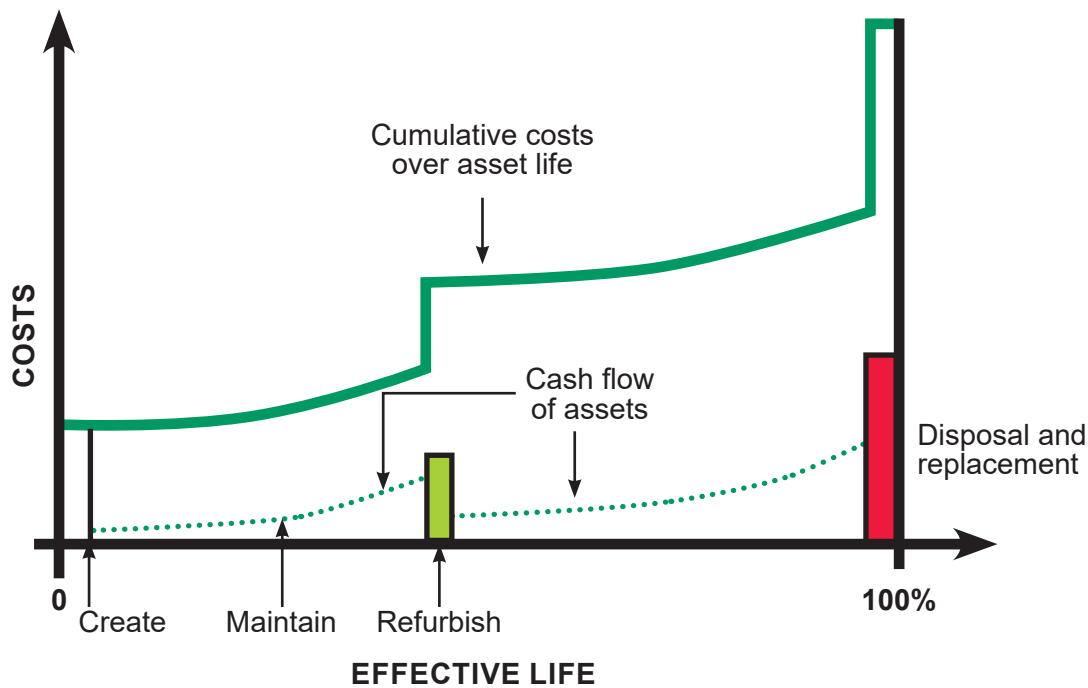 Cumulative costs
over asset life
COSTS
Cash flow
of assets
Disposal and
replacement
0
100%
Create
Maintain
Refurbish
EFFECTIVE LIFE